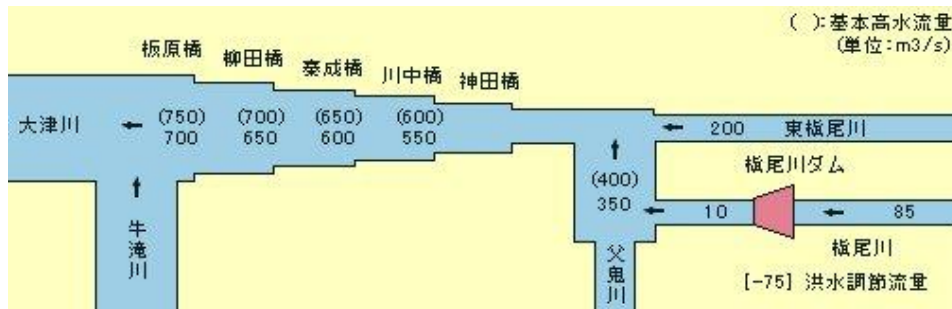 ( ):基本高水流量
(単位:m3/s)
板原橋
柳田橋
秦成橋
川中橋
神田橋
大津川
(750)
700
(700)
650
(650)
600
(600)
550
200
東槇尾川
槇尾川ダム
(400)
350
10
85
槇尾川
牛滝川
父鬼川
[-75] 洪水調節流量